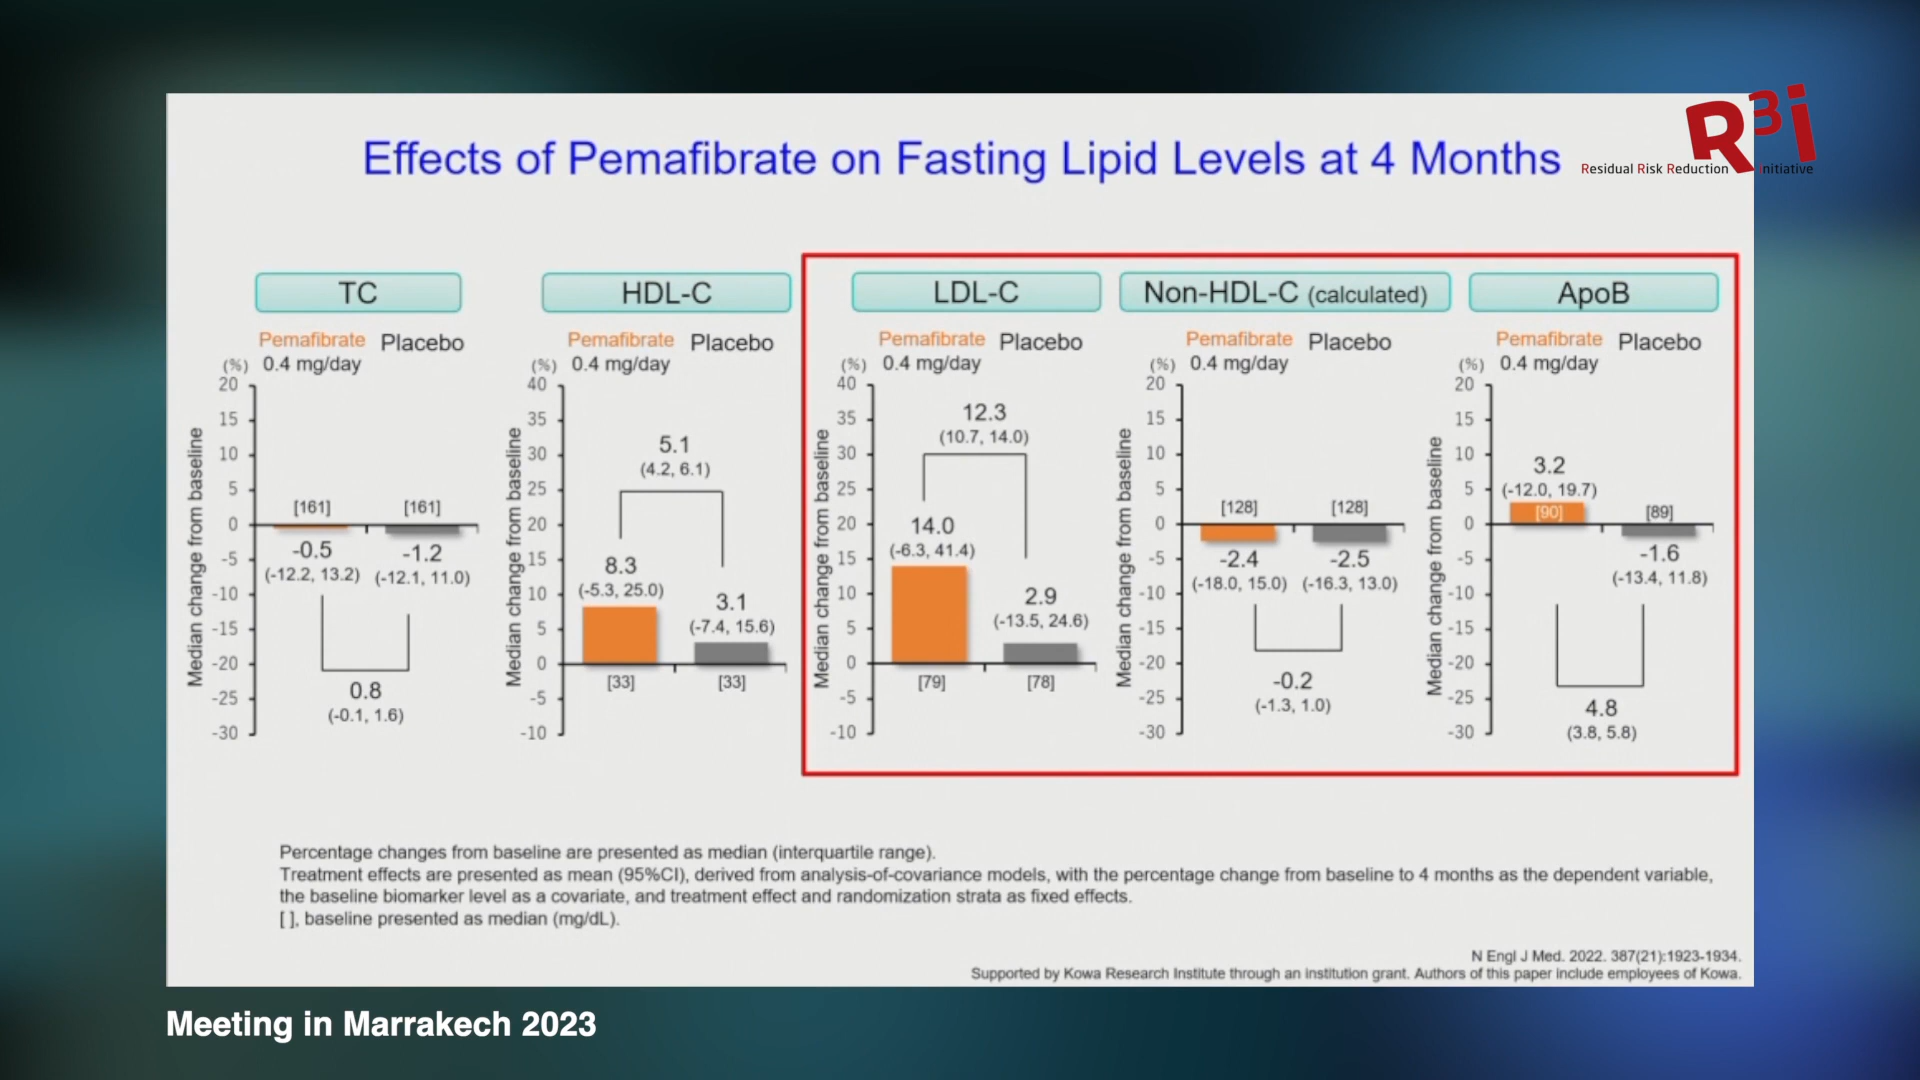 R3i
Residual Risk Reduction initiative
Effects of Pemafibrate on Fasting Lipid Levels at 4 Months
TC
Pemafibrate Placebo
(%) 0.4 mg/day
Median change from baseline
20
15
10
5
0
-5
-10
-15
-20
-25
-30
[161] [161]
-0.5 -1.2
(-12.2, 13.2) (-12.1, 11.0)
0.8
(-0.1, 1.6)
HDL-C
Pemafibrate Placebo
(%) 0.4 mg/day
Median change from baseline
40
35
30
25
20
15
10
5
0
-5
-10
5.1
(4.2, 6.1)
8.3
(-5.3, 25.0)
3.1
(-7.4, 15.6)
[33] [33]
LDL-C
Pemafibrate Placebo
(%) 0.4 mg/day
Median change from baseline
40
35
30
25
20
15
10
5
0
-5
-10
12.3
(10.7, 14.0)
14.0
(-6.3, 41.4)
2.9
(-13.5, 24.6)
[79] [78]
Non-HDL-C (calculated)
Pemafibrate Placebo
(%) 0.4 mg/day
Median change from baseline
20
15
10
5
0
-5
-10
-15
-20
-25
-30
[128] [128]
-2.4 -2.5
(-18.0, 15.0) (-16.3, 13.0)
-0.2
(-1.3, 1.0)
ApoB
Pemafibrate Placebo
(%) 0.4 mg/day
Median change from baseline
20
15
10
5
0
-5
-10
-15
-20
-25
-30
3.2
(-12.0, 19.7)
[90] [89]
-1.6
(-13.4, 11.8)
4.8
(3.8, 5.8)
Percentage changes from baseline are presented as median (interquartile range).
Treatment effects are presented as mean (95%CI), derived from analysis-of-covariance models, with the percentage change from baseline to 4 months as the dependent variable,
the baseline biomarker level as a covariate, and treatment effect and randomization strata as fixed effects.
[ ], baseline presented as median (mg/dL).
N Engl J Med. 2022. 387(21):1923-1934.
Supported by Kowa Research Institute through an institution grant. Authors of this paper include employees of Kowa.
Meeting in Marrakech 2023